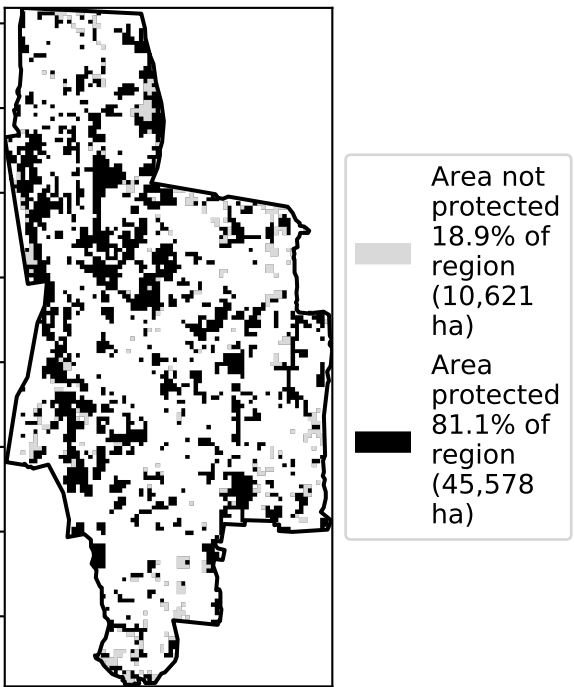 Area not
protected
18.9% of
region
(10,621
ha)
Area
protected
81.1% of
region
(45,578
ha)